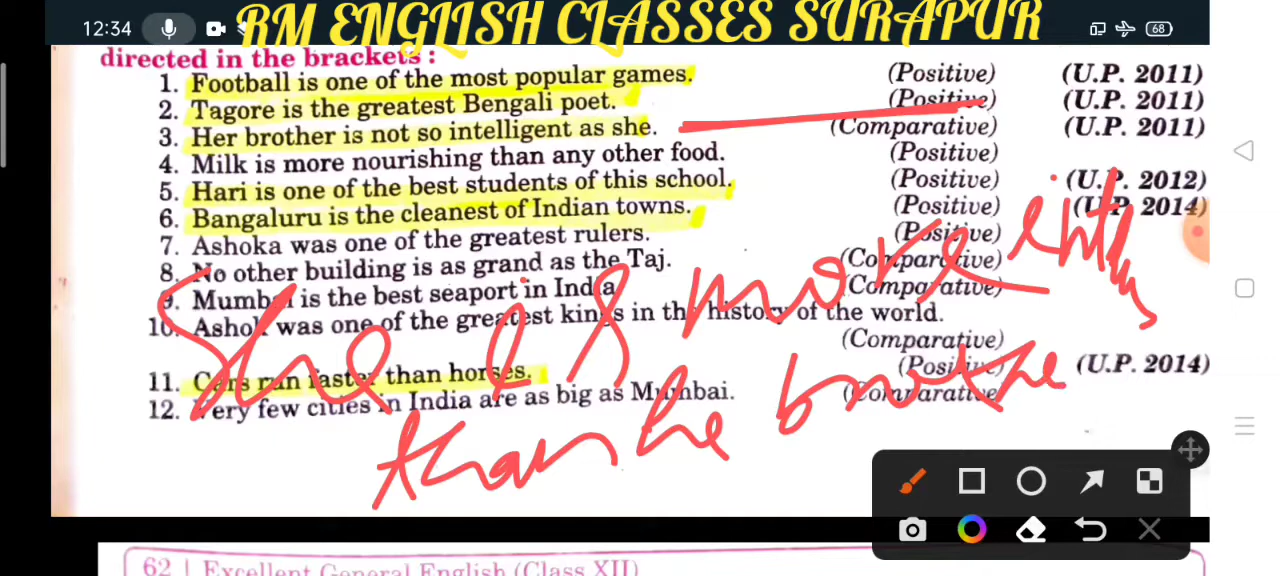 12:34
68
RM ENGLISH CLASSES SURAPUR
directed in the brackets :
1. Football is one of the most popular games. (Positive) (U.P. 2011)
2. Tagore is the greatest Bengali poet. (Positive) (U.P. 2011)
3. Her brother is not so intelligent as she. (Comparative) (U.P. 2011)
4. Milk is more nourishing than any other food. (Positive)
5. Hari is one of the best students of this school. (Positive) (U.P. 2012)
6. Bangaluru is the cleanest of Indian towns. (Positive) (U.P. 2014)
7. Ashoka was one of the greatest rulers. (Positive)
8. No other building is as grand as the Taj. (Comparative)
9. Mumbai is the best seaport in India. (Comparative)
10. Ashok was one of the greatest kings in the history of the world.
(Comparative)
11. Cars run faster than horses. (Positive) (U.P. 2014)
12. Very few cities in India are as big as Mumbai. (Comparative)
She is more
than he brothe
62 | Excellent General English (Class XII)